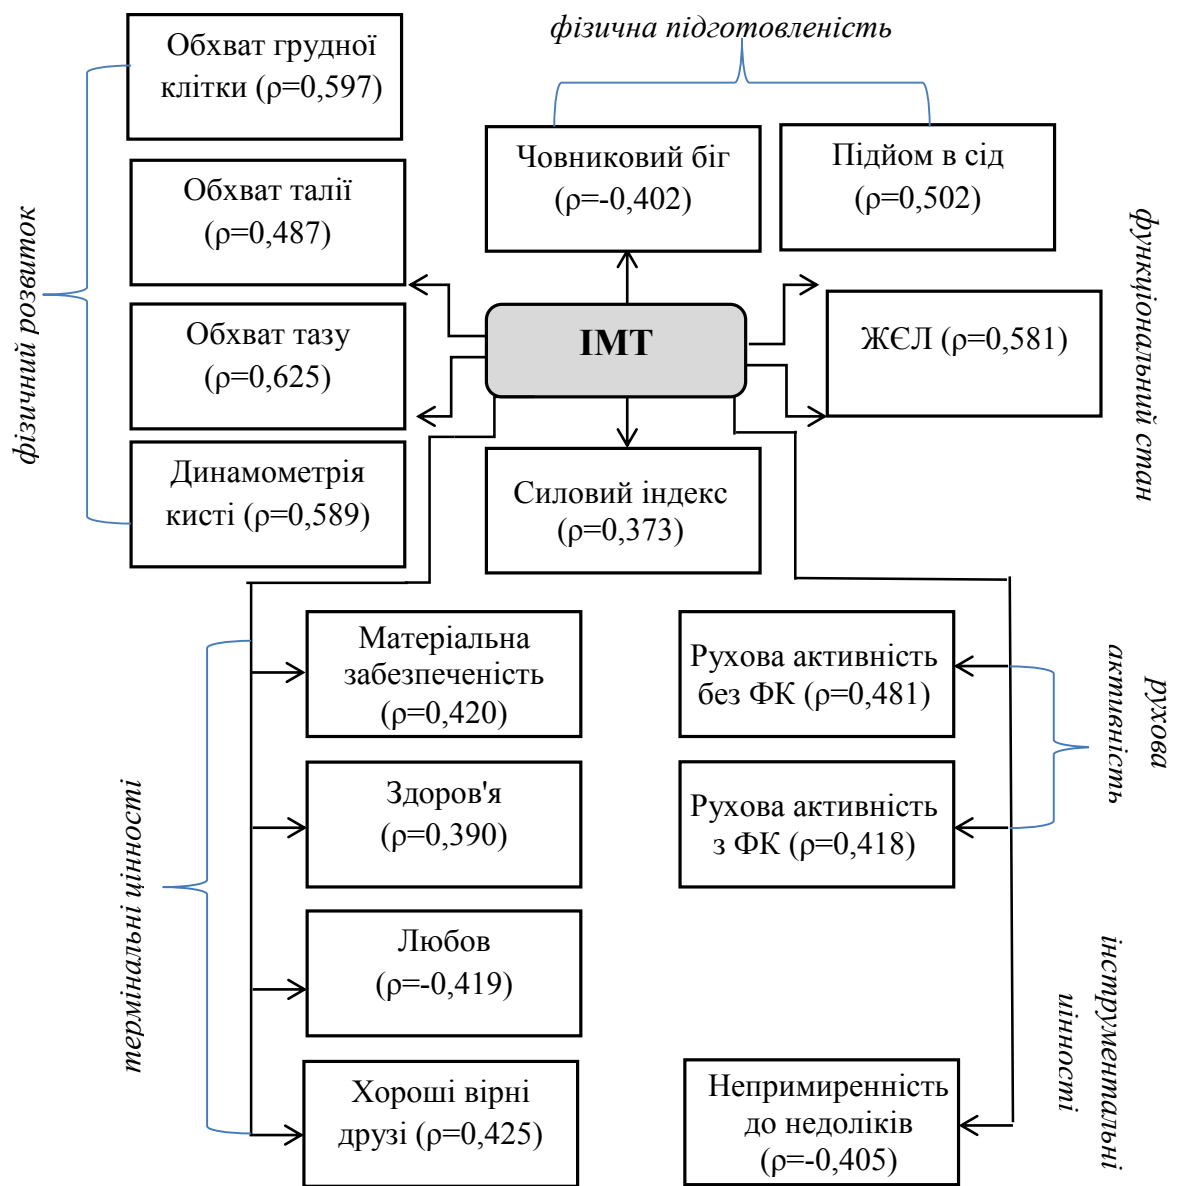 фізична підготовленість
Обхват грудної
клітки (ρ=0,597)
Човниковий біг
(ρ=-0,402)
Підйом в сід
(ρ=0,502)
Обхват талії
(ρ=0,487)
фізичний розвиток
функціональний стан
Обхват тазу
(ρ=0,625)
ІМТ
ЖЄЛ (ρ=0,581)
Динамометрія
кисті (ρ=0,589)
Силовий індекс
(ρ=0,373)
Матеріальна
забезпеченість
(ρ=0,420)
Рухова активність
без ФК (ρ=0,481)
рухова
активність
термінальні цінності
Здоров'я
(ρ=0,390)
Рухова активність
з ФК (ρ=0,418)
Любов
(ρ=-0,419)
інструментальні
цінності
Хороші вірні
друзі (ρ=0,425)
Непримиренність
до недоліків
(ρ=-0,405)